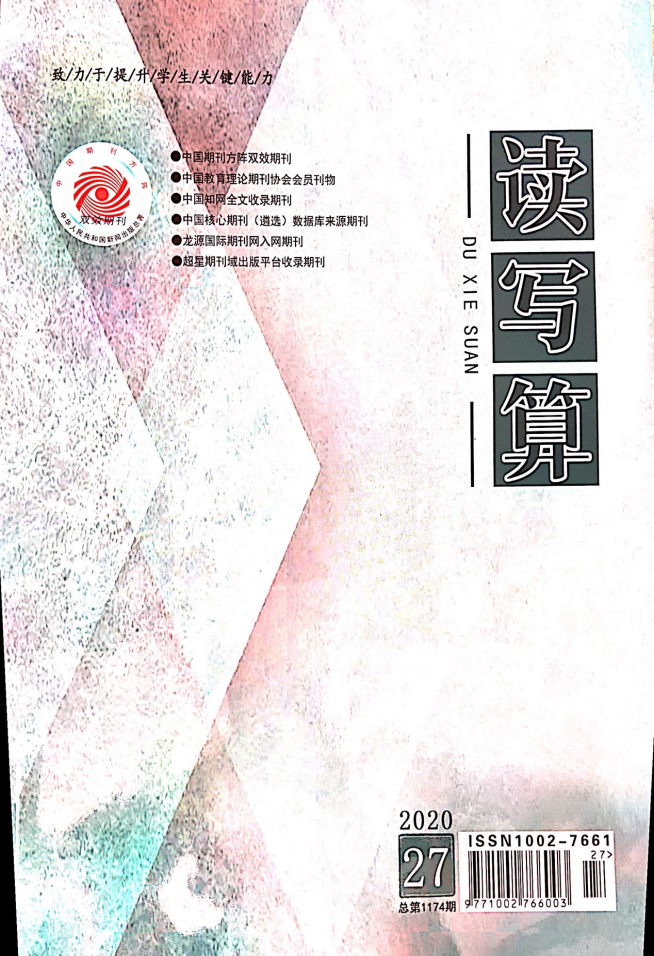 致/力/于/提/升/学/生/关/键/能/力
中国期刊方阵
双效期刊
中华人民共和国新闻出版总署
●中国期刊方阵双效期刊
●中国教育理论期刊协会会员刊物
●中国知网全文收录期刊
●中国核心期刊（遴选）数据库来源期刊
●龙源国际期刊网入网期刊
●超星期刊域出版平台收录期刊
读写算
DU XIE SUAN
2020
27
总第1174期
ISSN1002-7661
27>
9771002766003